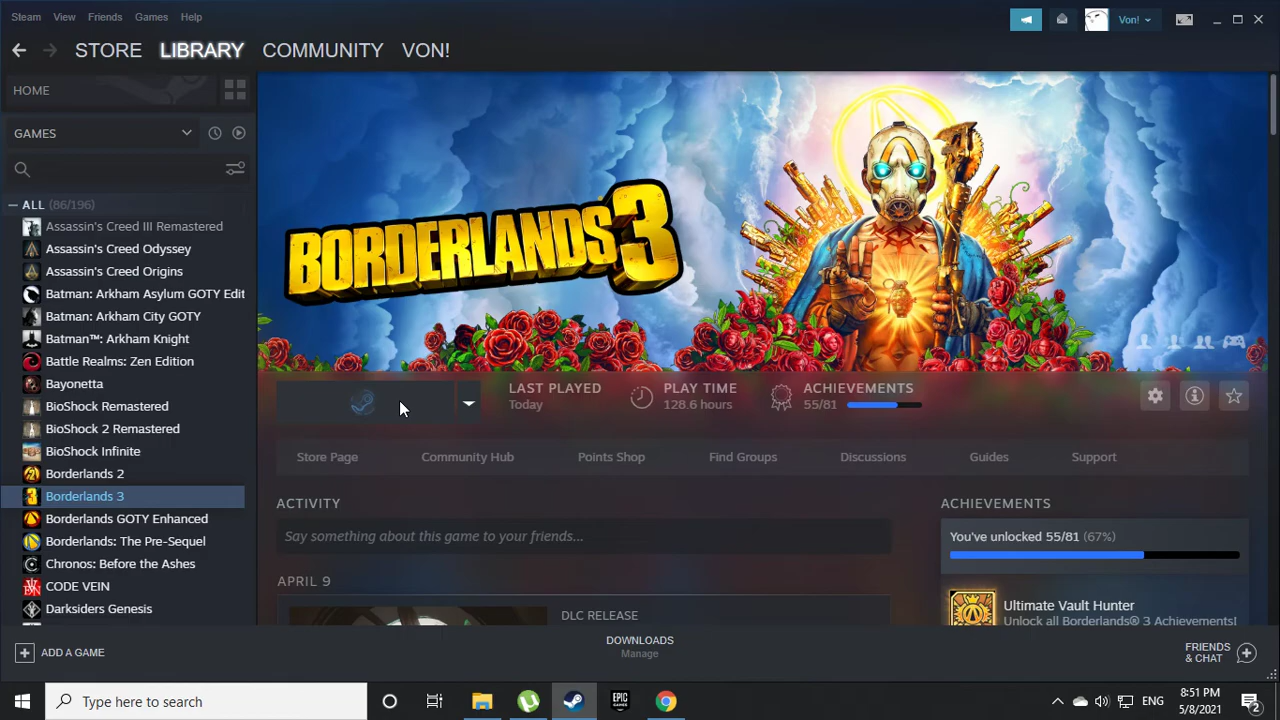 Steam View Friends Games Help
Von!
STORE LIBRARY COMMUNITY VON!
HOME
GAMES
ALL (86/196)
Assassin's Creed III Remastered
Assassin's Creed Odyssey
Assassin's Creed Origins
Batman: Arkham Asylum GOTY Edit
Batman: Arkham City GOTY
Batman™: Arkham Knight
Battle Realms: Zen Edition
Bayonetta
BioShock Remastered
BioShock 2 Remastered
BioShock Infinite
Borderlands 2
Borderlands 3
Borderlands GOTY Enhanced
Borderlands: The Pre-Sequel
Chronos: Before the Ashes
CODE VEIN
Darksiders Genesis
BORDERLANDS 3
LAST PLAYED
Today
PLAY TIME
128.6 hours
ACHIEVEMENTS
55/81
Store Page Community Hub Points Shop Find Groups Discussions Guides Support
ACTIVITY
Say something about this game to your friends...
APRIL 9
DLC RELEASE
ACHIEVEMENTS
You've unlocked 55/81 (67%)
Ultimate Vault Hunter
Unlock all Borderlands® 3 Achievements!
ADD A GAME
DOWNLOADS
Manage
FRIENDS
& CHAT
Type here to search
EPIC
GAMES
ENG
8:51 PM
5/8/2021
2